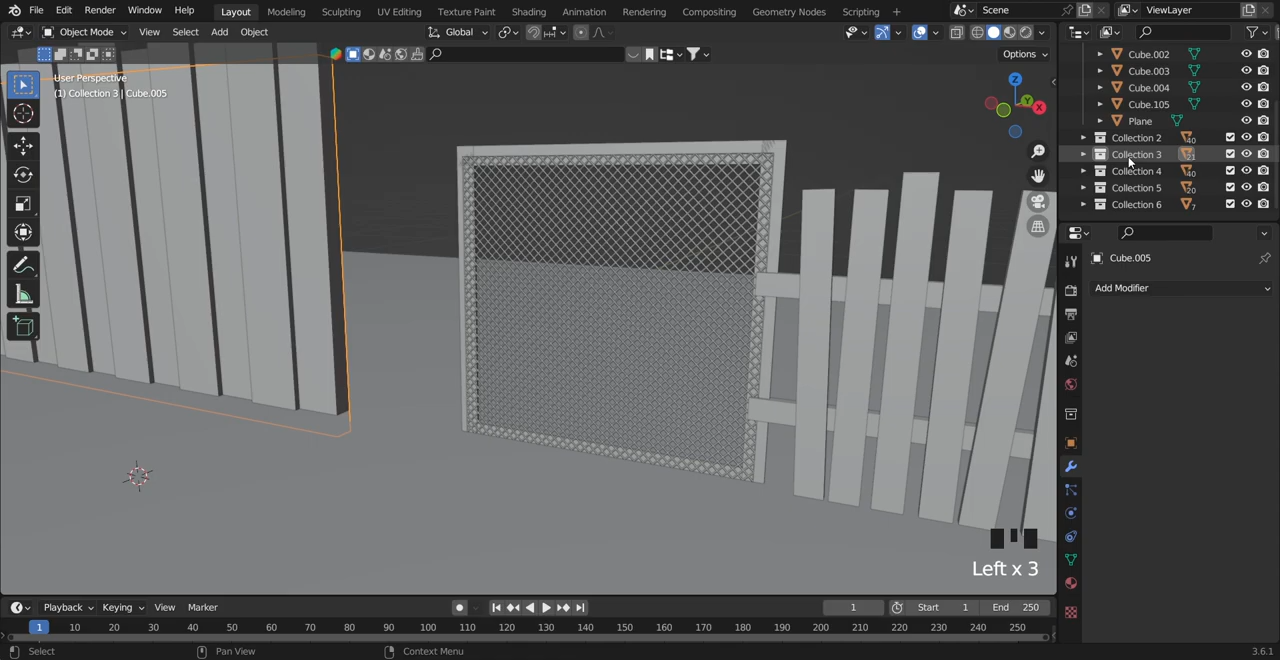 File Edit Render Window Help Layout Modeling Sculpting UV Editing Texture Paint Shading Animation Rendering Compositing Geometry Nodes Scripting + Scene ViewLayer
Object Mode View Select Add Object Global
Options
User Perspective
(1) Collection 3 | Cube.005
Z
Y
X
Cube.002
Cube.003
Cube.004
Cube.105
Plane
Collection 2 40
Collection 3 21
Collection 4 40
Collection 5 20
Collection 6 7
Cube.005
Add Modifier
Left x 3
Playback Keying View Marker 1 Start 1 End 250
1 10 20 30 40 50 60 70 80 90 100 110 120 130 140 150 160 170 180 190 200 210 220 230 240 250
Select Pan View Context Menu 3.6.1